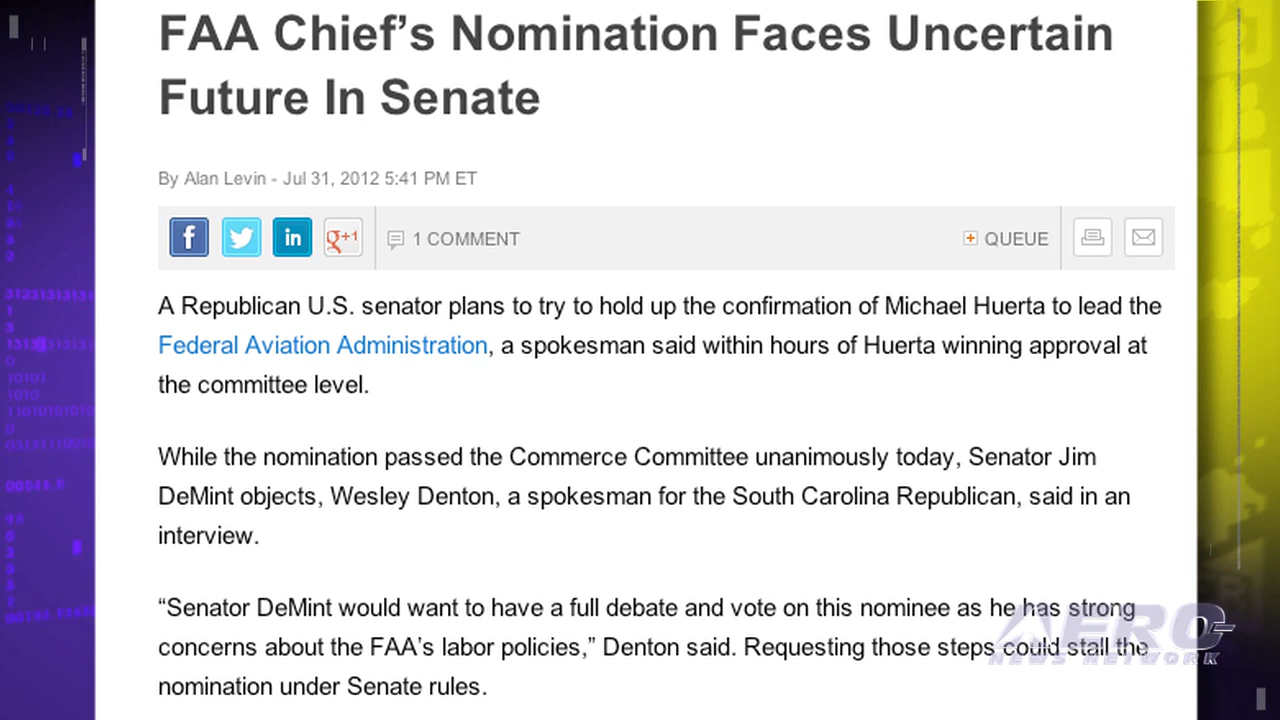 FAA Chief’s Nomination Faces Uncertain
Future In Senate
By Alan Levin - Jul 31, 2012 5:41 PM ET
f
in
g+1
1 COMMENT
+ QUEUE
A Republican U.S. senator plans to try to hold up the confirmation of Michael Huerta to lead the
Federal Aviation Administration, a spokesman said within hours of Huerta winning approval at
the committee level.
While the nomination passed the Commerce Committee unanimously today, Senator Jim
DeMint objects, Wesley Denton, a spokesman for the South Carolina Republican, said in an
interview.
“Senator DeMint would want to have a full debate and vote on this nominee as he has strong
concerns about the FAA’s labor policies,” Denton said. Requesting those steps could stall the
nomination under Senate rules.
AERO
NEWS NETWORK